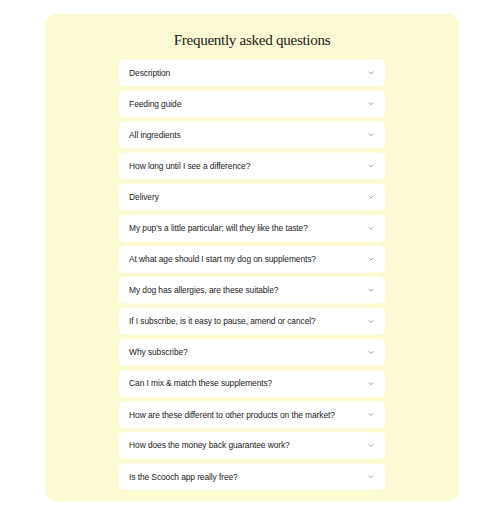 Frequently asked questions
Description
Feeding guide
All ingredients
How long until I see a difference?
Delivery
My pup's a little particular; will they like the taste?
At what age should I start my dog on supplements?
My dog has allergies, are these suitable?
If I subscribe, is it easy to pause, amend or cancel?
Why subscribe?
Can I mix & match these supplements?
How are these different to other products on the market?
How does the money back guarantee work?
Is the Scooch app really free?